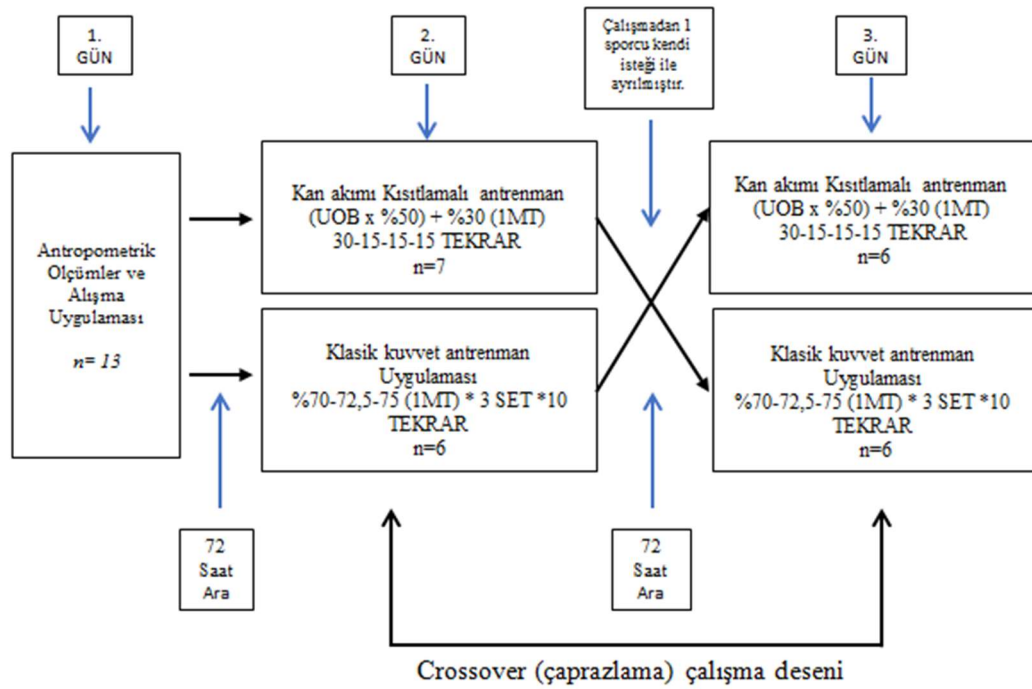 1.
GÜN
2.
GÜN
Çalışmadan 1
sporcu kendi
isteği ile
ayrılmıştır.
3.
GÜN
Antropometrik
Olçümler ve
Alışma
Uygulaması
n= 13
Kan akımı Kısıtlamalı antrenman
(UOB x %50) + %30 (1MT)
30-15-15-15 TEKRAR
n=7
Klasik kuvvet antrenman
Uygulaması
%70-72,5-75 (1MT) * 3 SET *10
TEKRAR
n=6
Kan akımı Kısıtlamalı antrenman
(UOB x %50) + %30 (1MT)
30-15-15-15 TEKRAR
n=6
Klasik kuvvet antrenman
Uygulaması
%70-72,5-75 (1MT) * 3 SET *10
TEKRAR
n=6
72
Saat
Ara
72
Saat
Ara
Crossover (çaprazlama) çalışma deseni